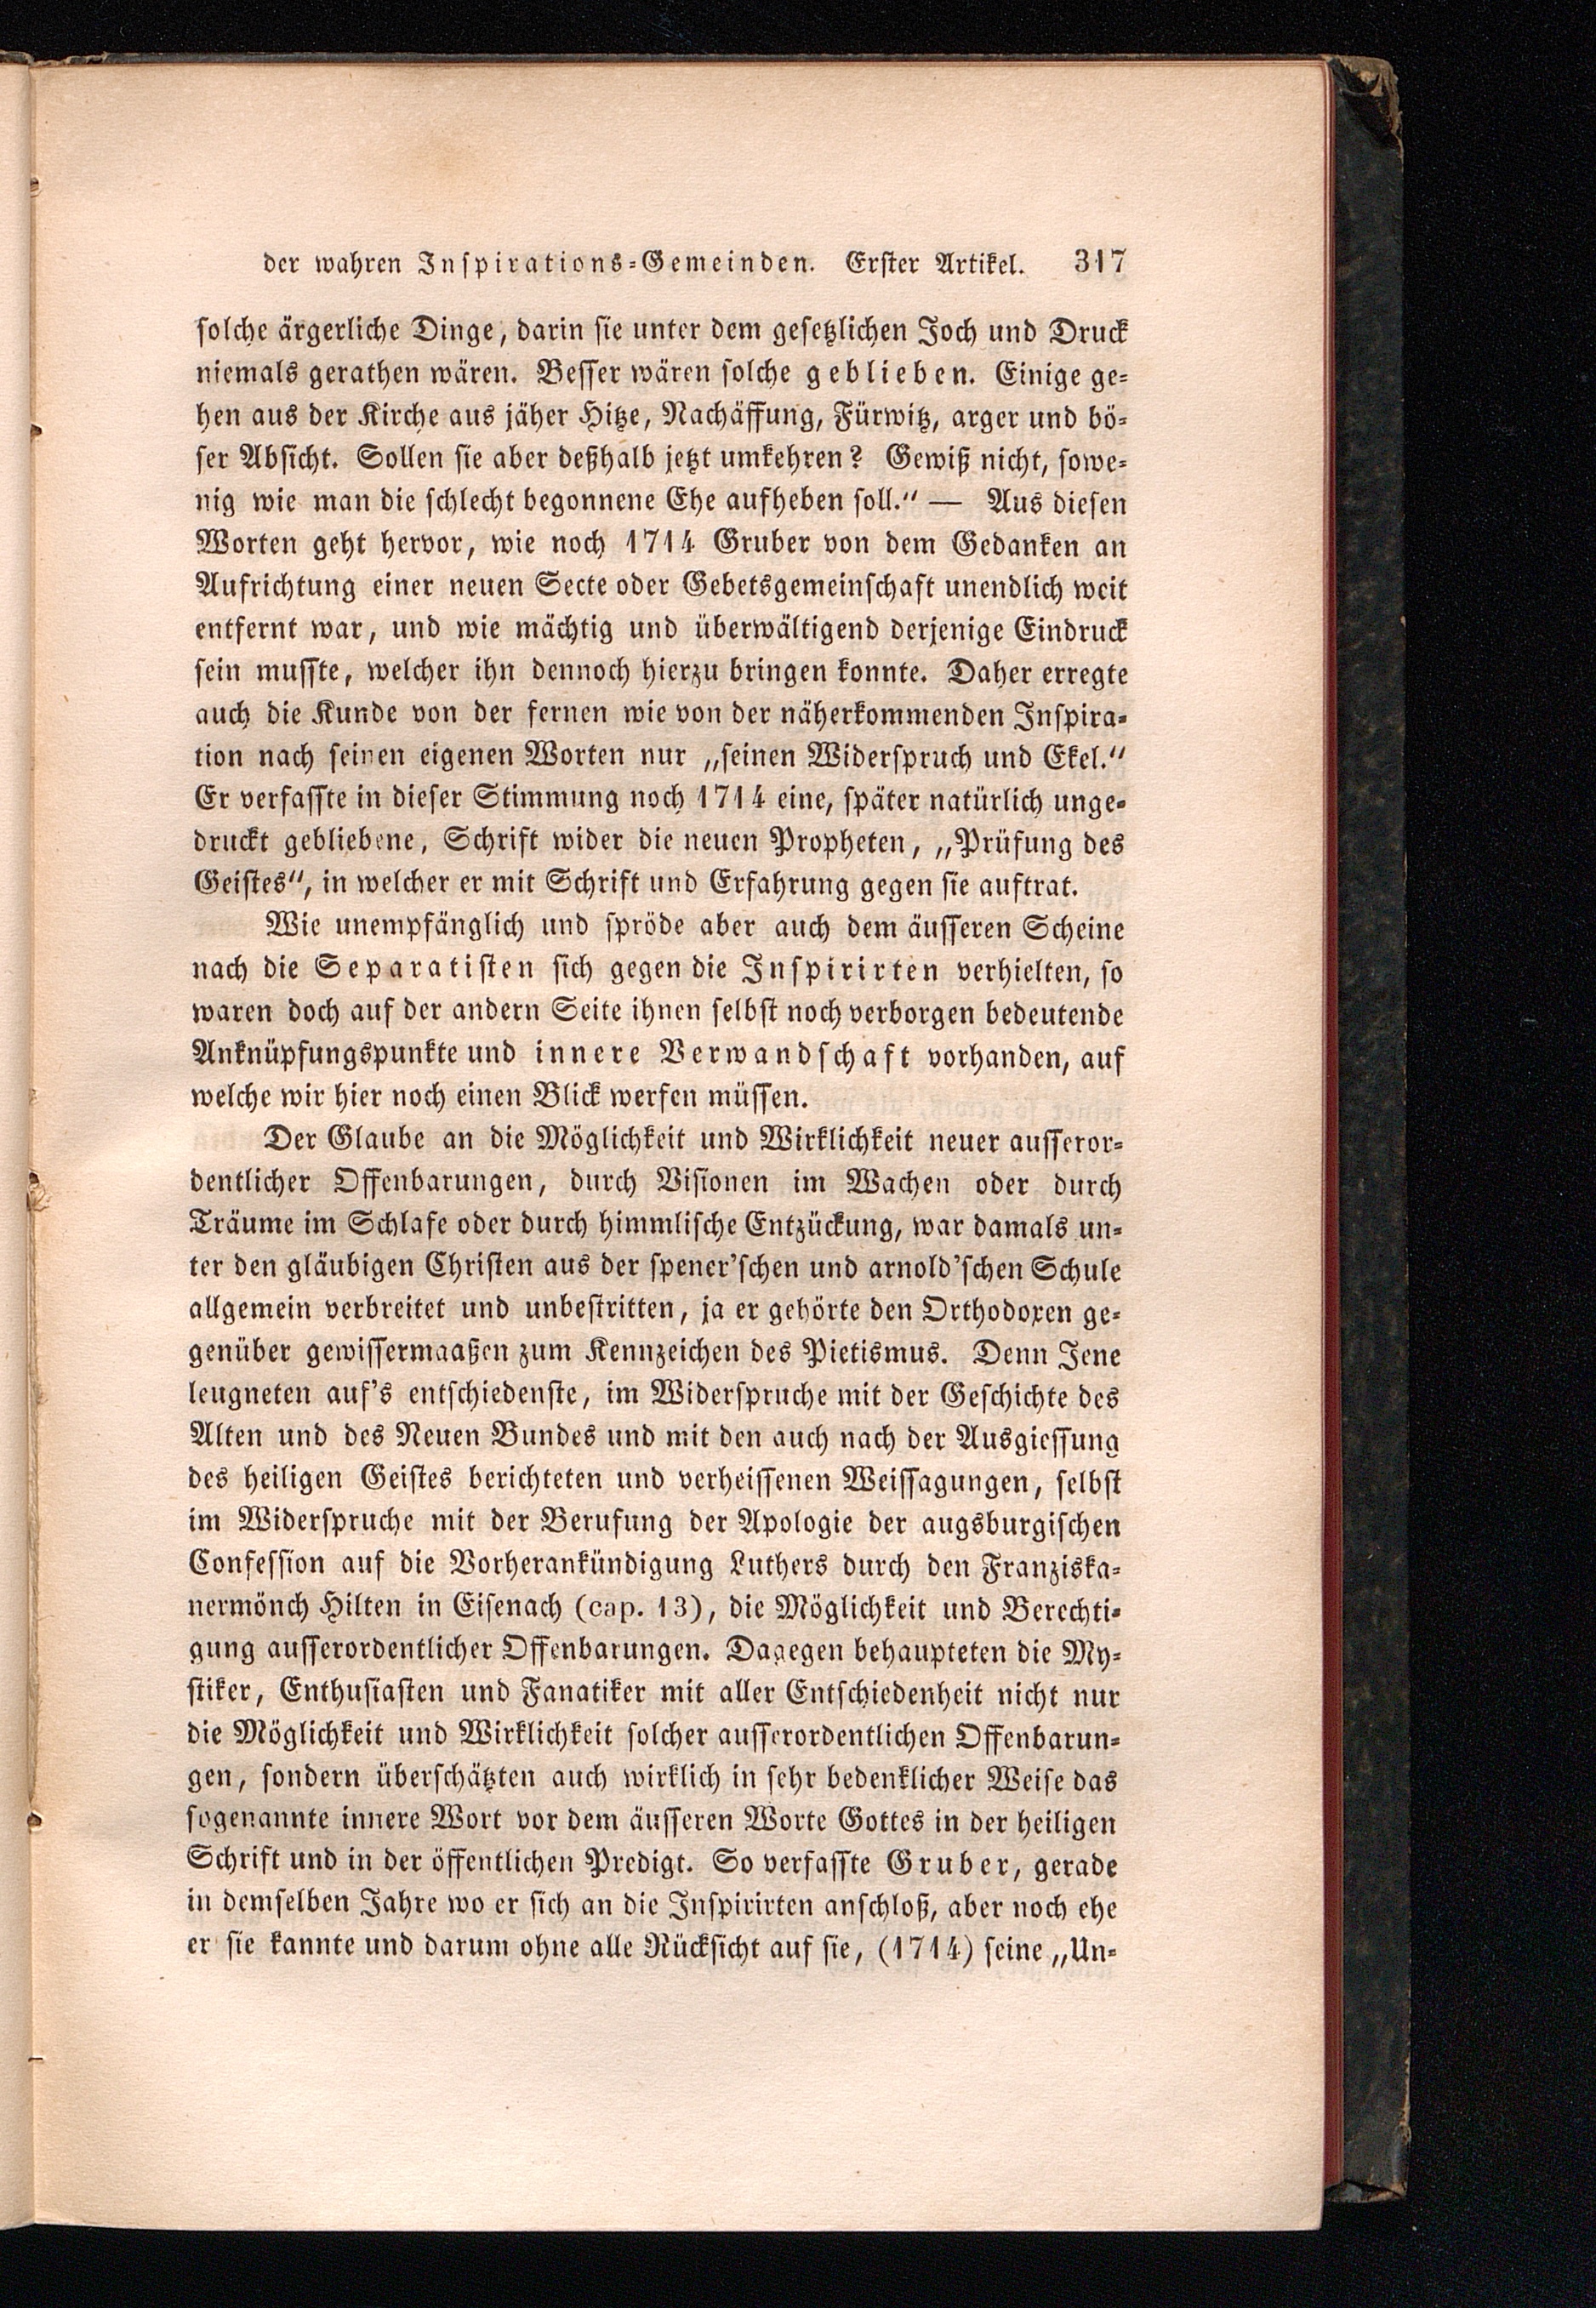 der wahren Inspirations-Gemeinden. Erster Artikel. 317
solche ärgerliche Dinge, darin sie unter dem gesetzlichen Joch und Druck
niemals gerathen wären. Besser wären solche geblieben. Einige ge-
hen aus der Kirche aus jäher Hitze, Nachäffung, Fürwitz, arger und bö-
ser Absicht. Sollen sie aber deßhalb jetzt umkehren? Gewiß nicht, sowe-
nig wie man die schlecht begonnene Ehe aufheben soll.“ — Aus diesen
Worten geht hervor, wie noch 1714 Gruber von dem Gedanken an
Aufrichtung einer neuen Secte oder Gebetsgemeinschaft unendlich weit
entfernt war, und wie mächtig und überwältigend derjenige Eindruck
sein musste, welcher ihn dennoch hierzu bringen konnte. Daher erregte
auch die Kunde von der fernen wie von der näherkommenden Inspira-
tion nach seinen eigenen Worten nur „seinen Widerspruch und Ekel.“
Er verfasste in dieser Stimmung noch 1714 eine, später natürlich unge-
druckt gebliebene, Schrift wider die neuen Propheten, „Prüfung des
Geistes“, in welcher er mit Schrift und Erfahrung gegen sie auftrat.
Wie unempfänglich und spröde aber auch dem äusseren Scheine
nach die Separatisten sich gegen die Inspirirten verhielten, so
waren doch auf der andern Seite ihnen selbst noch verborgen bedeutende
Anknüpfungspunkte und innere Verwandschaft vorhanden, auf
welche wir hier noch einen Blick werfen müssen.
Der Glaube an die Möglichkeit und Wirklichkeit neuer ausseror-
dentlicher Offenbarungen, durch Visionen im Wachen oder durch
Träume im Schlafe oder durch himmlische Entzückung, war damals un-
ter den gläubigen Christen aus der spener’schen und arnold’schen Schule
allgemein verbreitet und unbestritten, ja er gehörte den Orthodoxen ge-
genüber gewissermaaßen zum Kennzeichen des Pietismus. Denn Jene
leugneten auf’s entschiedenste, im Widerspruche mit der Geschichte des
Alten und des Neuen Bundes und mit den auch nach der Ausgiessung
des heiligen Geistes berichteten und verheissenen Weissagungen, selbst
im Widerspruche mit der Berufung der Apologie der augsburgischen
Confession auf die Vorherankündigung Luthers durch den Franziska-
nermönch Hilten in Eisenach (cap. 13), die Möglichkeit und Berechti-
gung ausserordentlicher Offenbarungen. Dagegen behaupteten die My-
stiker, Enthusiasten und Fanatiker mit aller Entschiedenheit nicht nur
die Möglichkeit und Wirklichkeit solcher ausserordentlichen Offenbarun-
gen, sondern überschätzten auch wirklich in sehr bedenklicher Weise das
sogenannte innere Wort vor dem äusseren Worte Gottes in der heiligen
Schrift und in der öffentlichen Predigt. So verfasste Gruber, gerade
in demselben Jahre wo er sich an die Inspirirten anschloß, aber noch ehe
er sie kannte und darum ohne alle Rücksicht auf sie, (1714) seine „Un-